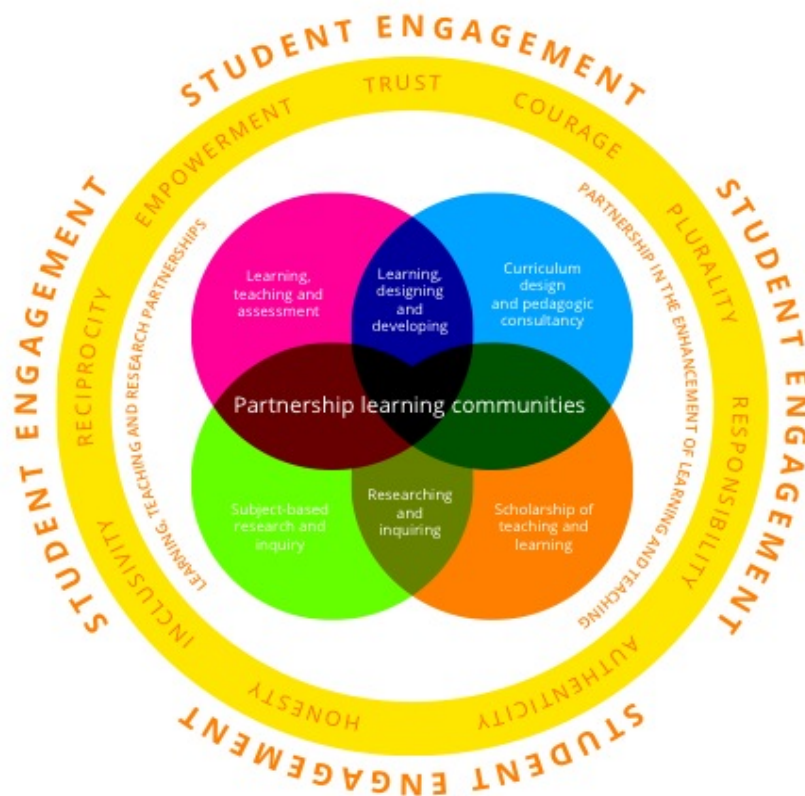 STUDENT ENGAGEMENT
STUDENT ENGAGEMENT
STUDENT ENGAGEMENT
STUDENT ENGAGEMENT
TRUST
COURAGE
PLURALITY
RESPONSIBILITY
AUTHENTICITY
HONESTY
INCLUSIVITY
RECIPROCITY
EMPOWERMENT
LEARNING, TEACHING AND RESEARCH PARTNERSHIPS
PARTNERSHIP IN THE ENHANCEMENT OF LEARNING AND TEACHING
Learning,
teaching and
assessment
Learning,
designing
and
developing
Curriculum
design
and pedagogic
consultancy
Partnership learning communities
Subject-based
research and
inquiry
Researching
and
inquiring
Scholarship of
teaching and
learning